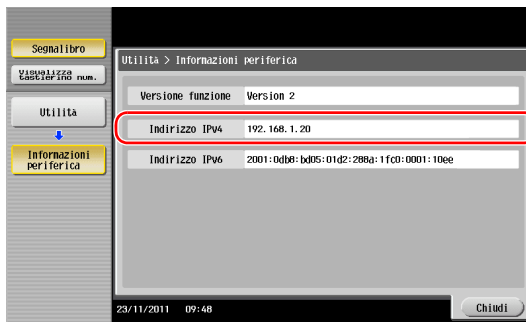 Segnalibro
Visualizza
tastierino num.
Utilità
Informazioni
periferica
Utilità > Informazioni periferica
Versione funzione Version 2
Indirizzo IPv4 192.168.1.20
Indirizzo IPv6 2001:0db8:bd05:01d2:288a:1fc0:0001:10ee
23/11/2011 09:48
Chiudi